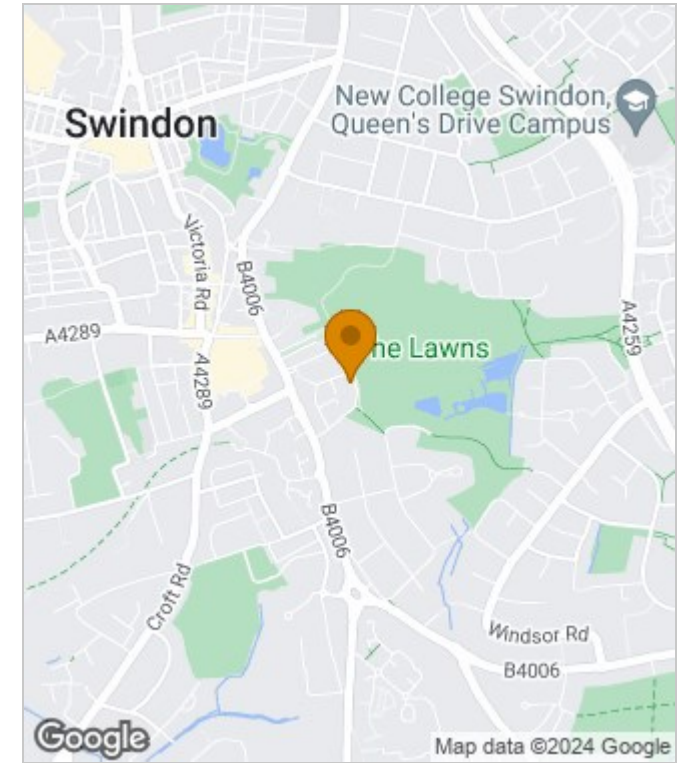 Swindon
New College Swindon,
Queen's Drive Campus
Victoria Rd
B4006
A4289
A4289
he Lawns
A4259
B4006
Croft Rd
Windsor Rd
B4006
Google
Map data ©2024 Google